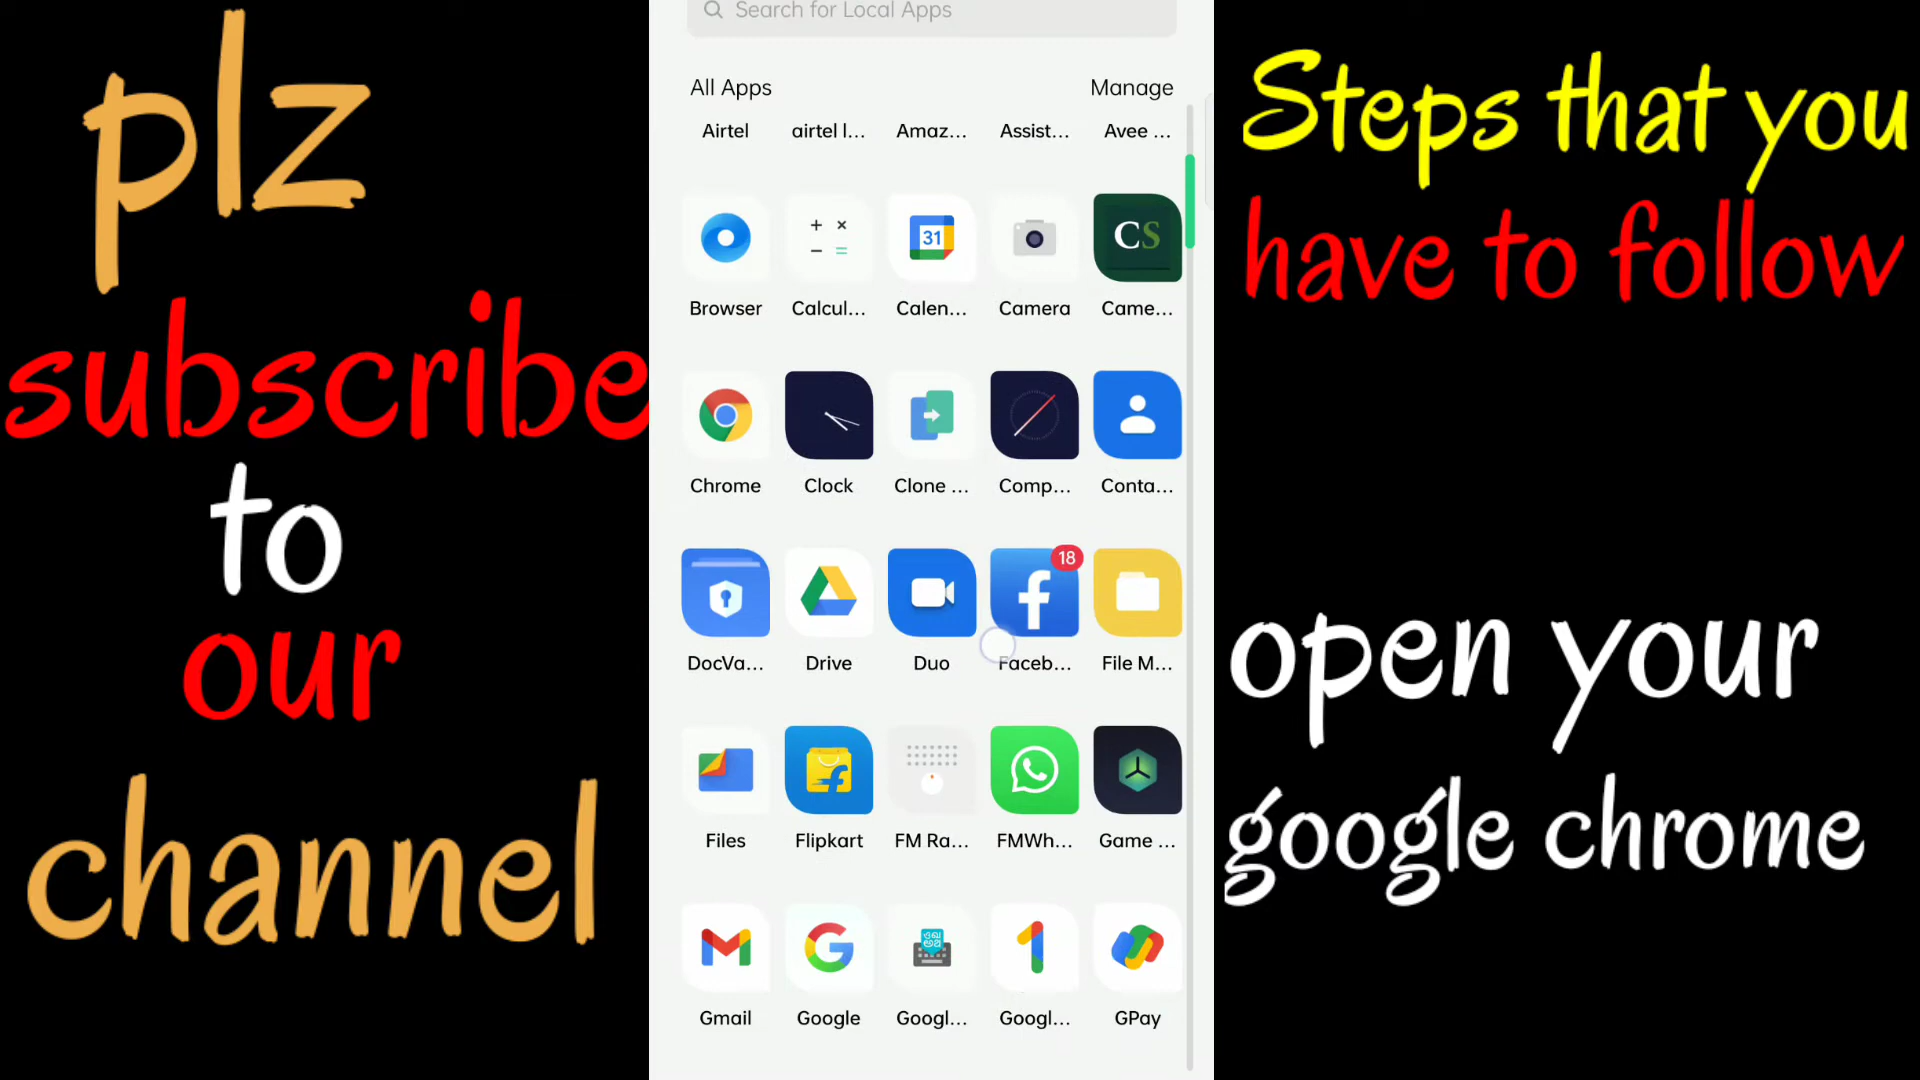 plz
subscribe
to
our
channel
Search for Local Apps
All Apps
Manage
Airtel
airtel l...
Amaz...
Assist...
Avee ...
31
CS
Browser
Calcul...
Calen...
Camera
Came...
Chrome
Clock
Clone ...
Comp...
Conta...
18
DocVa...
Drive
Duo
Faceb...
File M...
Files
Flipkart
FM Ra...
FMWh...
Game ...
Gmail
Google
Googl...
Googl...
GPay
Steps that you
have to follow
open your
google chrome